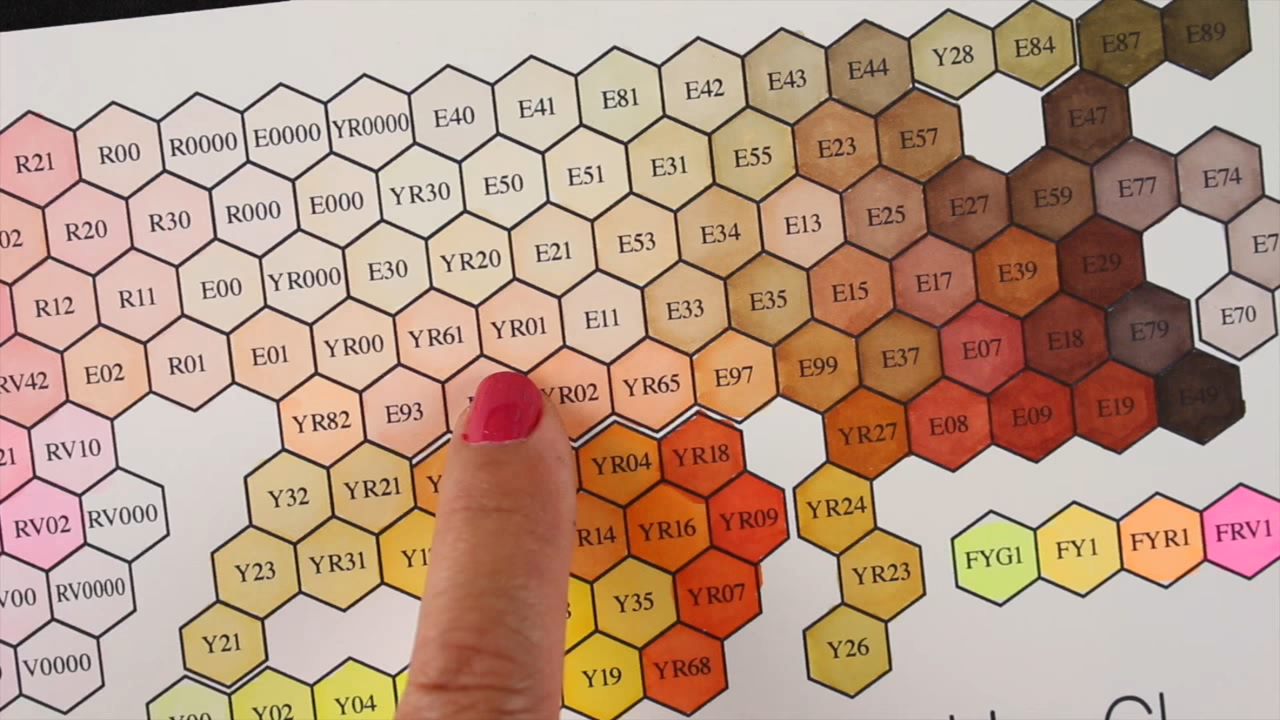 Y28 E84 E87 E89
E40 E41 E81 E42 E43 E44
R21 R00 R0000 E0000 YR0000
E47
E51 E31 E55 E23 E57
R20 R30 R000 E000 YR30 E50
E77 E74
E13 E25 E27 E59
R12 R11 E00 YR000 E30 YR20 E21 E53 E34
E15 E17 E39 E29
E02 R01 E01 YR00 YR61 YR01 E11 E33 E35
E79 E70
E99 E37 E07 E18
YR82 E93 YR02 YR65 E97
YR27 E08 E09 E19 E49
RV42
RV10
Y32 YR21 YR04 YR18
RV02 RV000
YR24
Y23 YR31 YR16 YR09
FYG1 FY1 FYR1 FRV1
RV0000
Y35 YR07
YR23
Y21
V0000
Y19 YR68
Y26
Y02 Y04